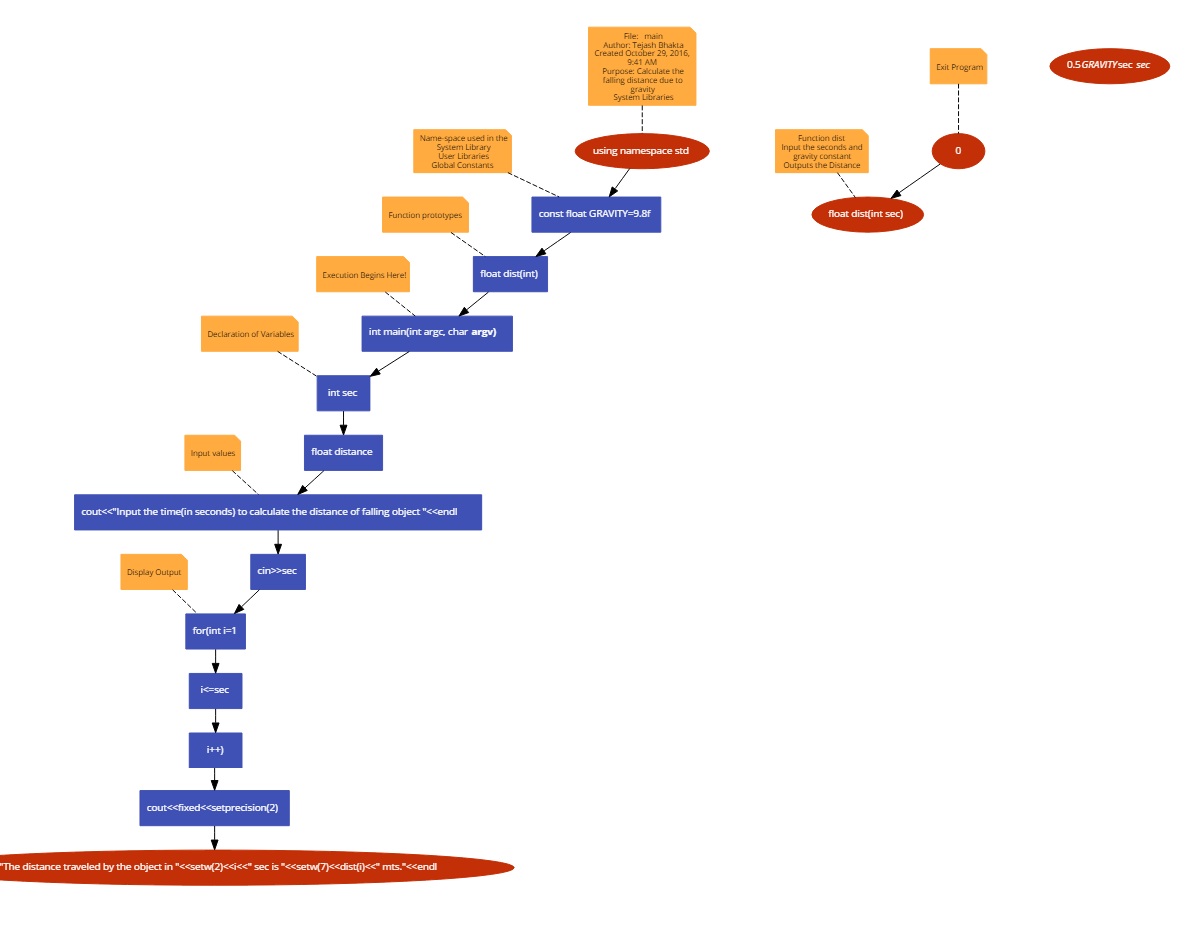 File:   main
Author: Tejash Bhakta
Created October 29, 2016,
9:41 AM
Purpose: Calculate the
falling distance due to
gravity
System Libraries
Exit Program
0.5GRAVITYsec sec
Name-space used in the
System Library
User Libraries
Global Constants
using namespace std
Function dist
Input the seconds and
gravity constant
Outputs the Distance
0
Function prototypes
const float GRAVITY=9.8f
float dist(int sec)
Execution Begins Here!
float dist(int)
Declaration of Variables
int main(int argc, char argv)
int sec
Input values
float distance
cout<<"Input the time(in seconds) to calculate the distance of falling object "<<endl
Display Output
cin>>sec
for(int i=1
i<=sec
i++)
cout<<fixed<<setprecision(2)
"The distance traveled by the object in "<<setw(2)<<i<<" sec is "<<setw(7)<<dist(i)<<" mts."<<endl